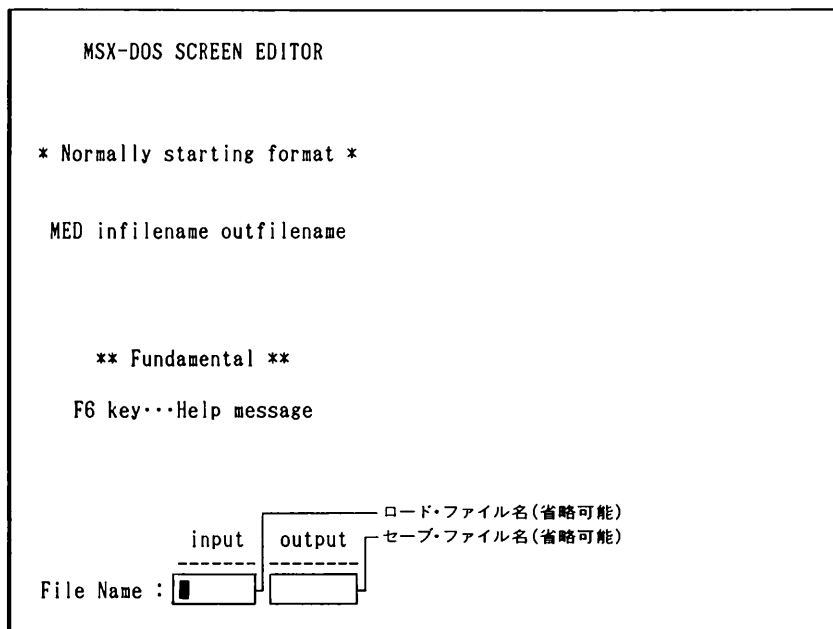 MSX-DOS SCREEN EDITOR
* Normally starting format *
MED infilename outfilename
** Fundamental **
F6 key···Help message
ロード・ファイル名(省略可能)
input output セーブ・ファイル名(省略可能)
File Name :